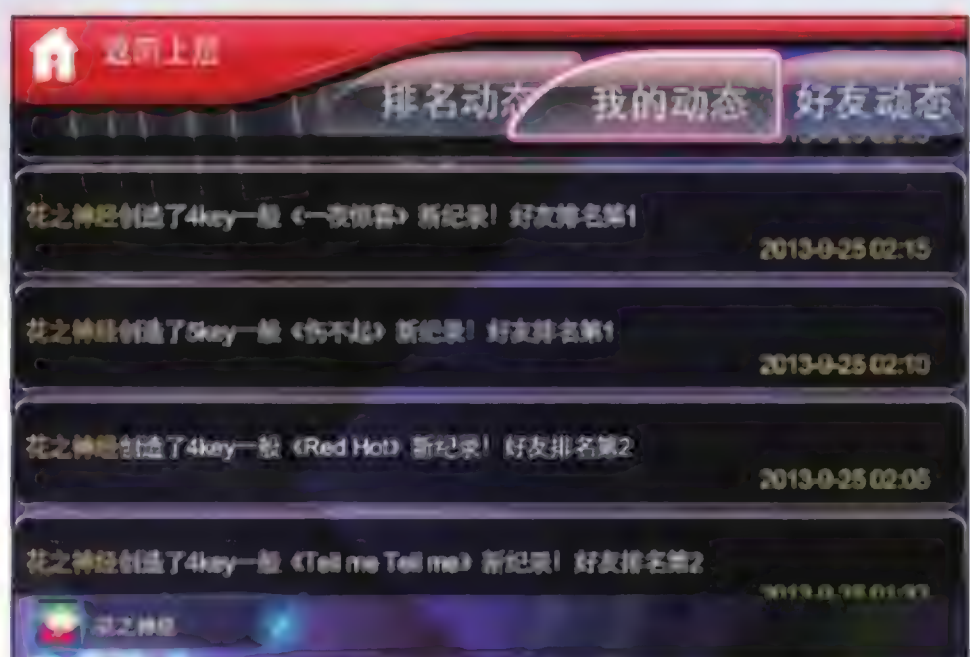 返回上层
排名动态
我的动态
好友动态
花之神经创造了4key一般《一夜惊喜》新纪录！好友排名第1
2013-9-25 02:15
花之神经创造了5key一般《伤不起》新纪录！好友排名第1
2013-9-25 02:10
花之神经创造了4key一般《Red Hot》新纪录！好友排名第2
2013-9-25 02:05
花之神经创造了4key一般《Tell me Tell me》新纪录！好友排名第2